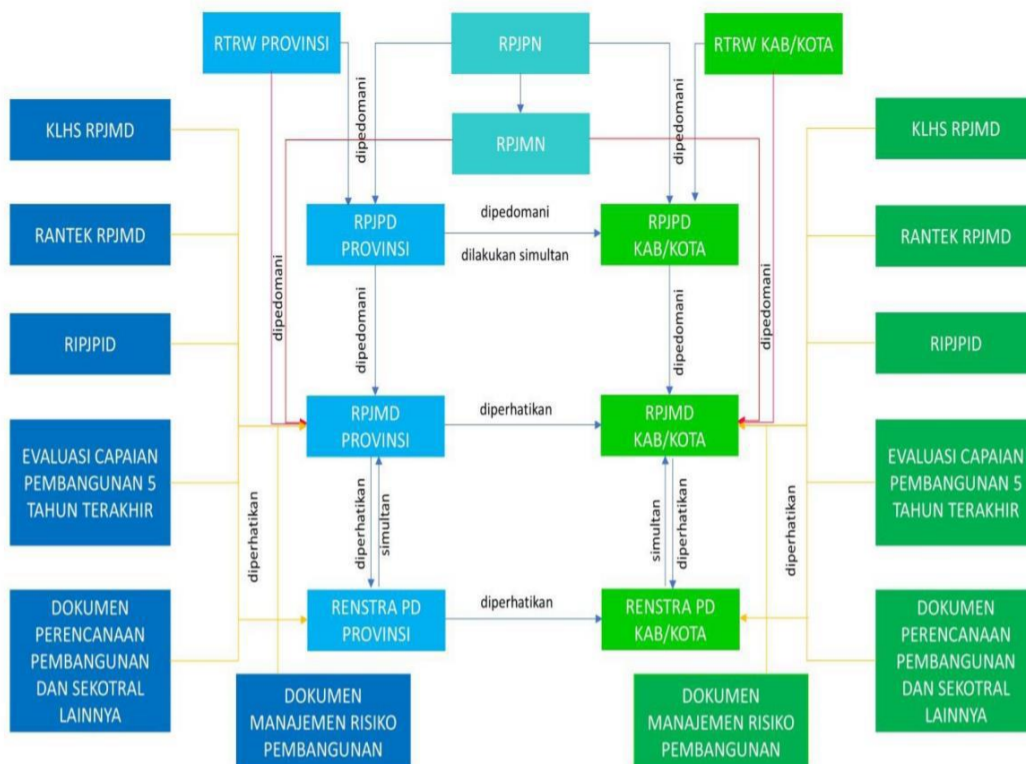 RTRW PROVINSI
RPJPN
RTRW KAB/KOTA
dipedomani
dipedomani
KLHS RPJMD
RPJMN
KLHS RPJMD
RANTEK RPJMD
RPJPD
PROVINSI
dipedomani
dilakukan simultan
RPJPD
KAB/KOTA
RANTEK RPJMD
dipedomani
dipedomani
dipedomani
dipedomani
RIPJPID
RIPJPID
EVALUASI CAPAIAN
PEMBANGUNAN 5
TAHUN TERAKHIR
RPJMD
PROVINSI
diperhatikan
RPJMD
KAB/KOTA
EVALUASI CAPAIAN
PEMBANGUNAN 5
TAHUN TERAKHIR
diperhatikan
diperhatikan
simultan
simultan
diperhatikan
diperhatikan
DOKUMEN
PERENCANAAN
PEMBANGUNAN
DAN SEKOTRAL
LAINNYA
RENSTRA PD
PROVINSI
diperhatikan
RENSTRA PD
KAB/KOTA
DOKUMEN
PERENCANAAN
PEMBANGUNAN
DAN SEKOTRAL
LAINNYA
DOKUMEN
MANAJEMEN RISIKO
PEMBANGUNAN
DOKUMEN
MANAJEMEN RISIKO
PEMBANGUNAN